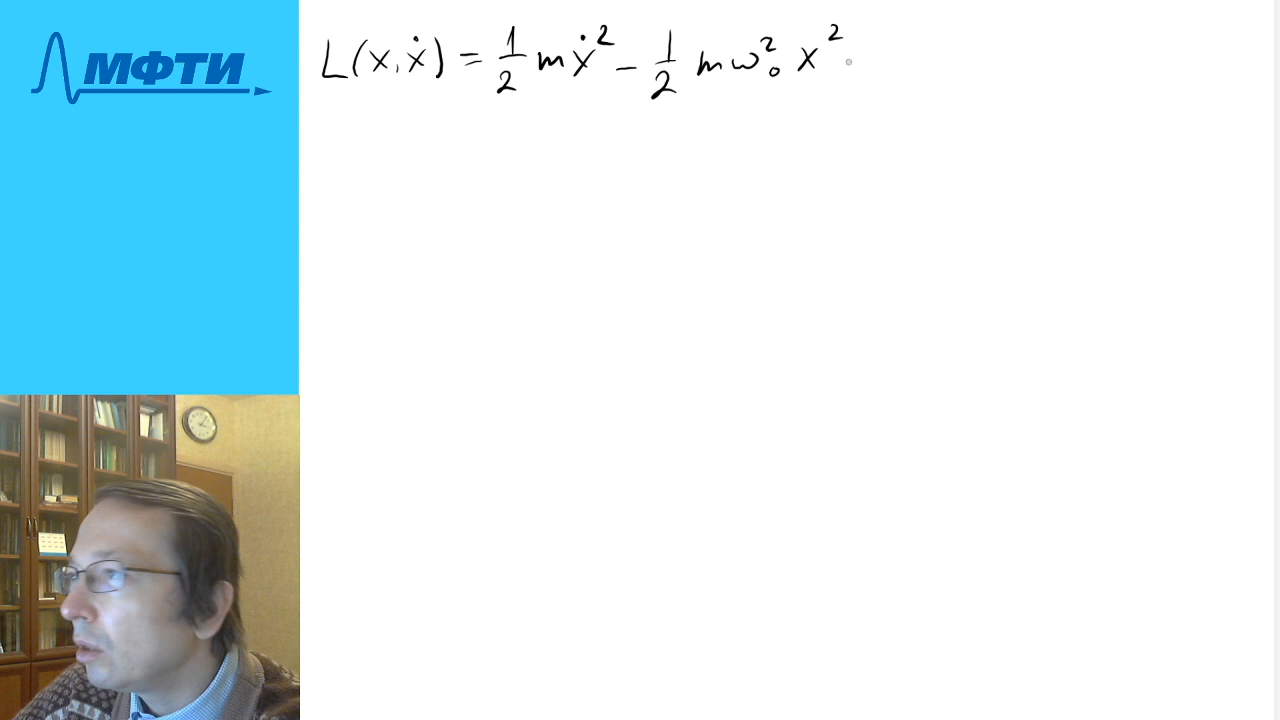 МФТИ
L(x, ẋ) = 1/2 mẋ² - 1/2 mω₀² x²